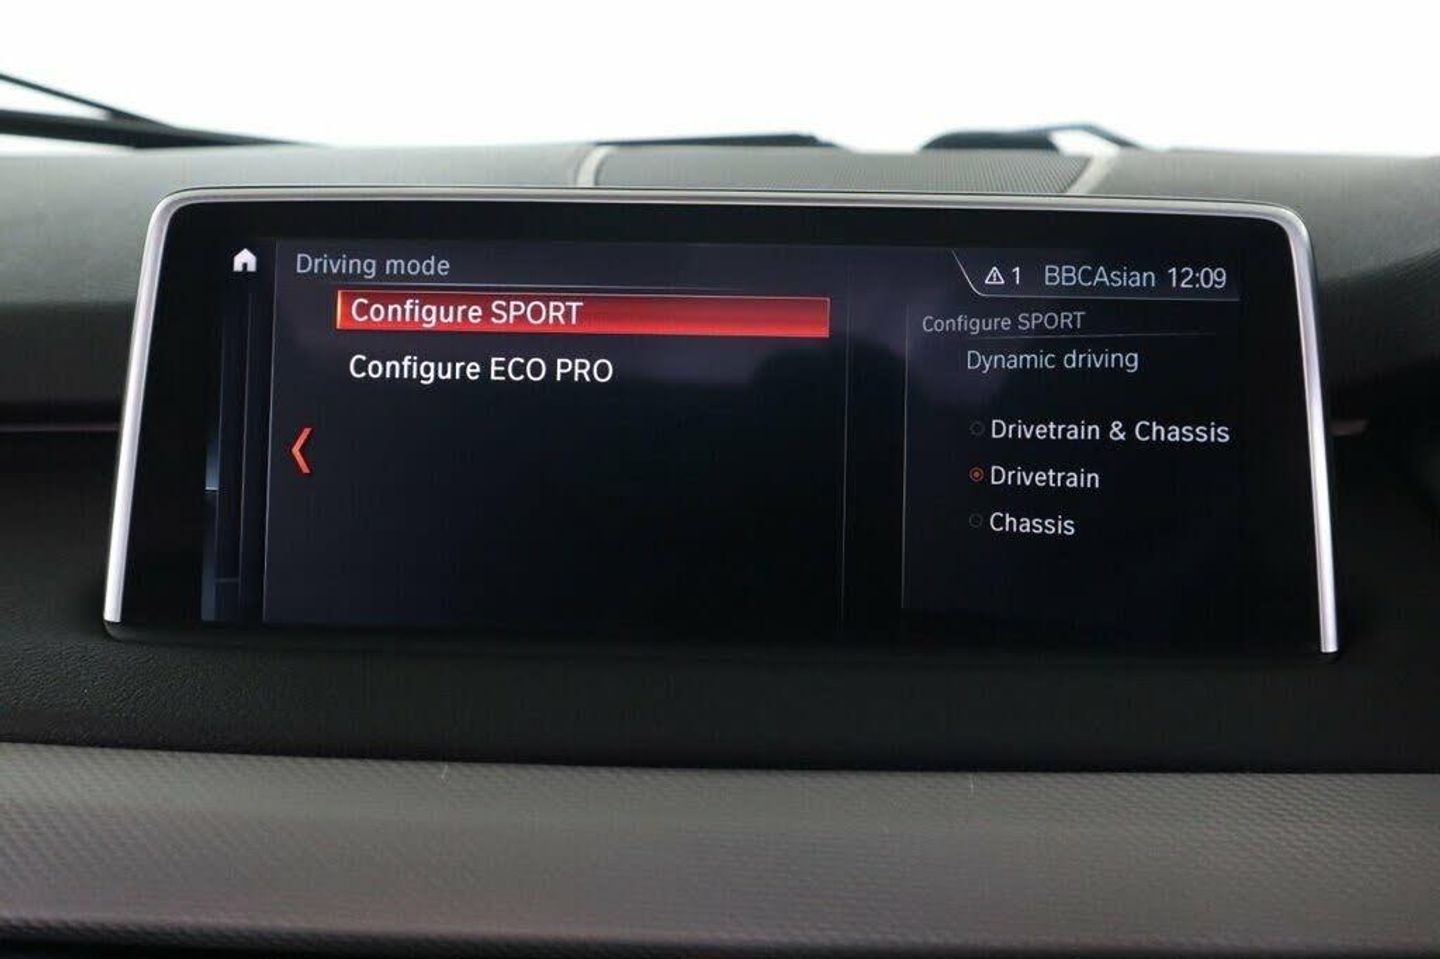 Driving mode
1 BBCAsian 12:09
Configure SPORT
Configure ECO PRO
Configure SPORT
Dynamic driving
Drivetrain & Chassis
Drivetrain
Chassis